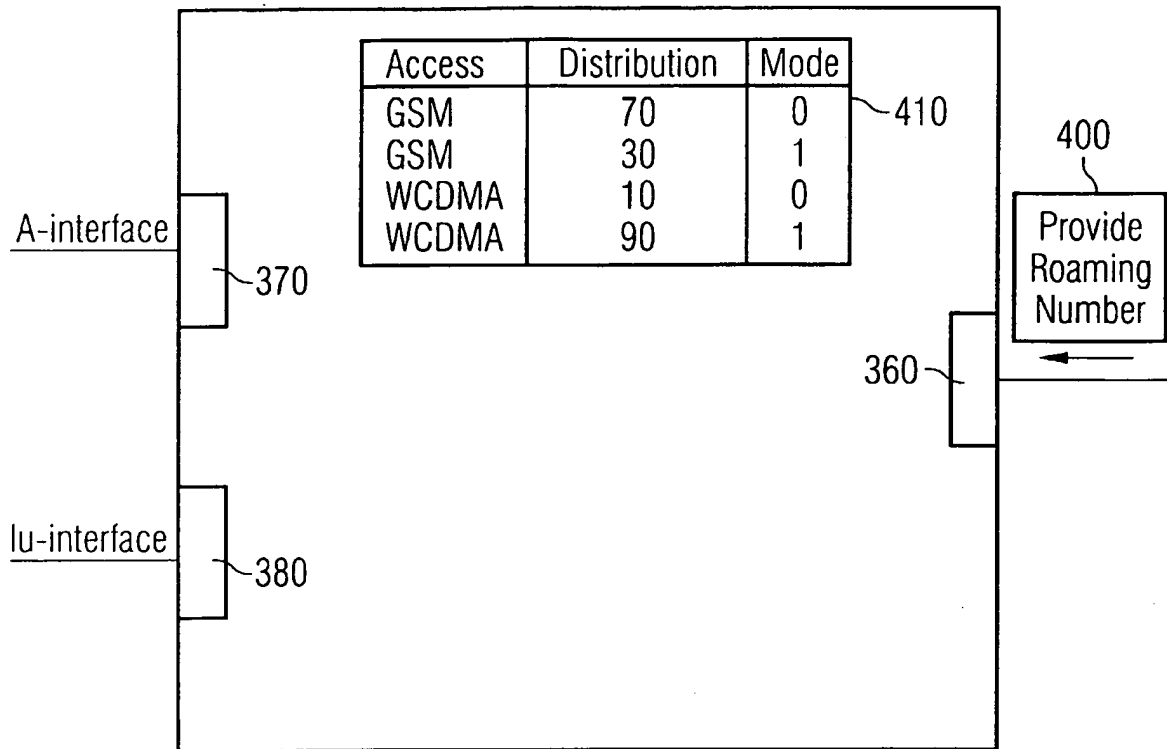 Access Distribution Mode
GSM 70 0
GSM 30 1
WCDMA 10 0
WCDMA 90 1
410
400
Provide
Roaming
Number
A-interface
370
360
Iu-interface
380